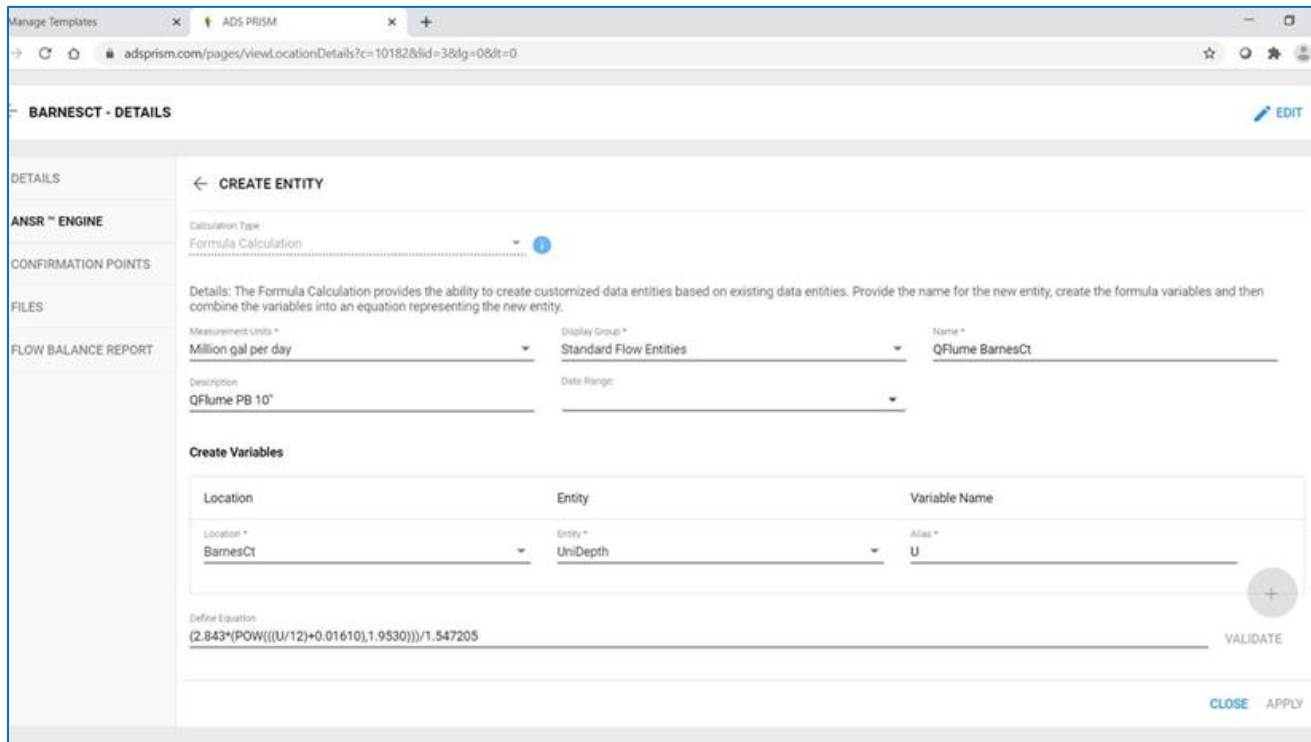 Manage Templates
ADS PRISM
adsprism.com/pages/viewLocationDetails?c=10182&lid=3&dg=0&lt=0
BARNESCT - DETAILS
EDIT
DETAILS
ANSR ™ ENGINE
CONFIRMATION POINTS
FILES
FLOW BALANCE REPORT
CREATE ENTITY
Calculation Type
Formula Calculation
Details: The Formula Calculation provides the ability to create customized data entities based on existing data entities. Provide the name for the new entity, create the formula variables and then
combine the variables into an equation representing the new entity.
Measurement Units * Display Group * Name *
Million gal per day Standard Flow Entities QFlume BarnesCt
Description Date Range:
QFlume PB 10"
Create Variables
Location Entity Variable Name
Location * Entity * Alias *
BarnesCt UniDepth U
Define Equation
(2.843*(POW(((U/12)+0.01610),1.9530)))/1.547205
VALIDATE
CLOSE APPLY